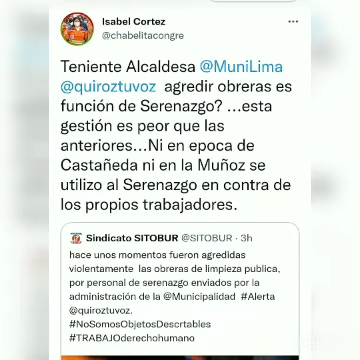 Isabel Cortez
@chabelitacongre
Teniente Alcaldesa @MuniLima
@quiroztuvoz agredir obreras es
función de Serenazgo? ...esta
gestión es peor que las
anteriores...Ni en epoca de
Castañeda ni en la Muñoz se
utilizo al Serenazgo en contra de
los propios trabajadores.
Sindicato SITOBUR @SITOBUR · 3h
hace unos momentos fueron agredidas
violentamente las obreras de limpieza publica,
por personal de serenazgo enviados por la
administración de la @Municipalidad #Alerta
@quiroztuvoz.
#NoSomosObjetosDescrtables
#TRABAJOderechohumano